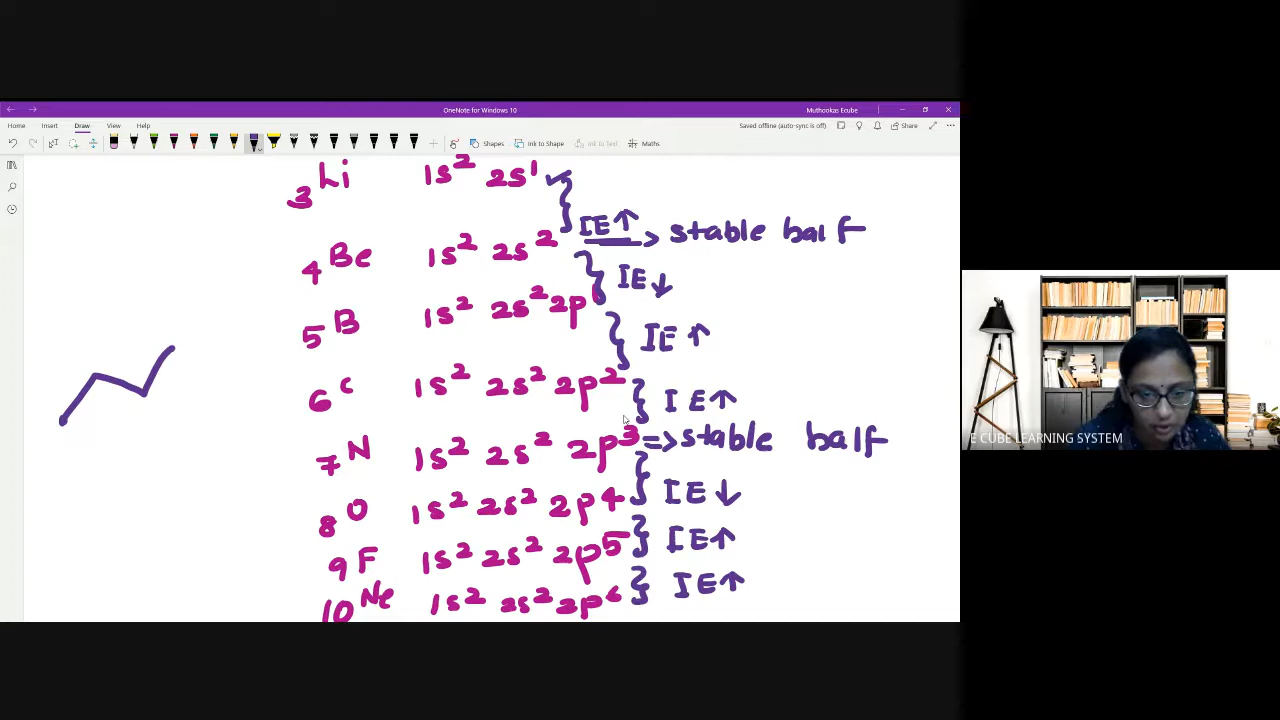 OneNote for Windows 10
Muthookas Ecube
Home Insert Draw View Help
Saved offline (auto-sync is off) Share
Shapes Ink to Shape Ink to Text Maths
3 Li 1s2 2s1
IE↑ > stable half
4 Be 1s2 2s2
IE↓
5 B 1s2 2s2 2p1
IE↑
6 C 1s2 2s2 2p2
IE↑
7 N 1s2 2s2 2p3 => stable half
IE↓
8 O 1s2 2s2 2p4
IE↑
9 F 1s2 2s2 2p5
IE↑
10 Ne 1s2 2s2 2p6
E CUBE LEARNING SYSTEM